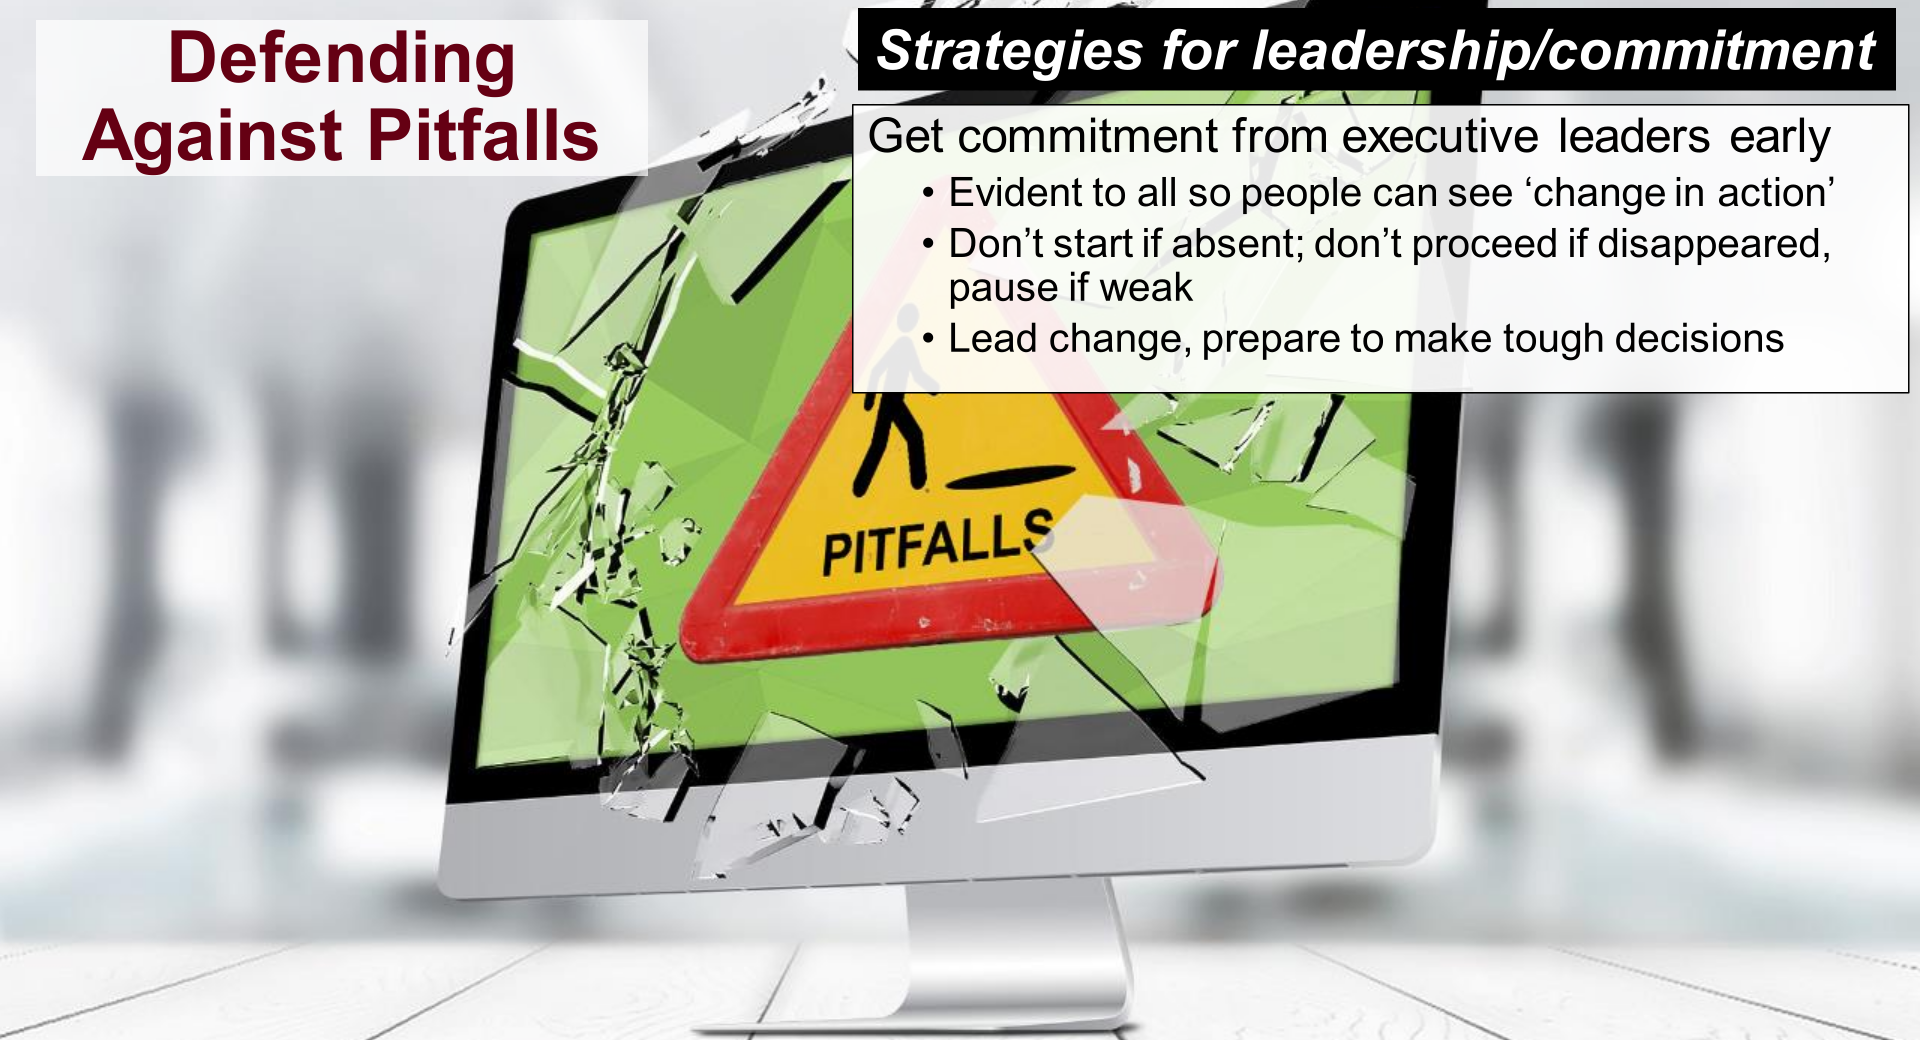 Defending
Against Pitfalls
Strategies for leadership/commitment
Get commitment from executive leaders early
• Evident to all so people can see ‘change in action’
• Don’t start if absent; don’t proceed if disappeared,
pause if weak
• Lead change, prepare to make tough decisions
PITFALLS